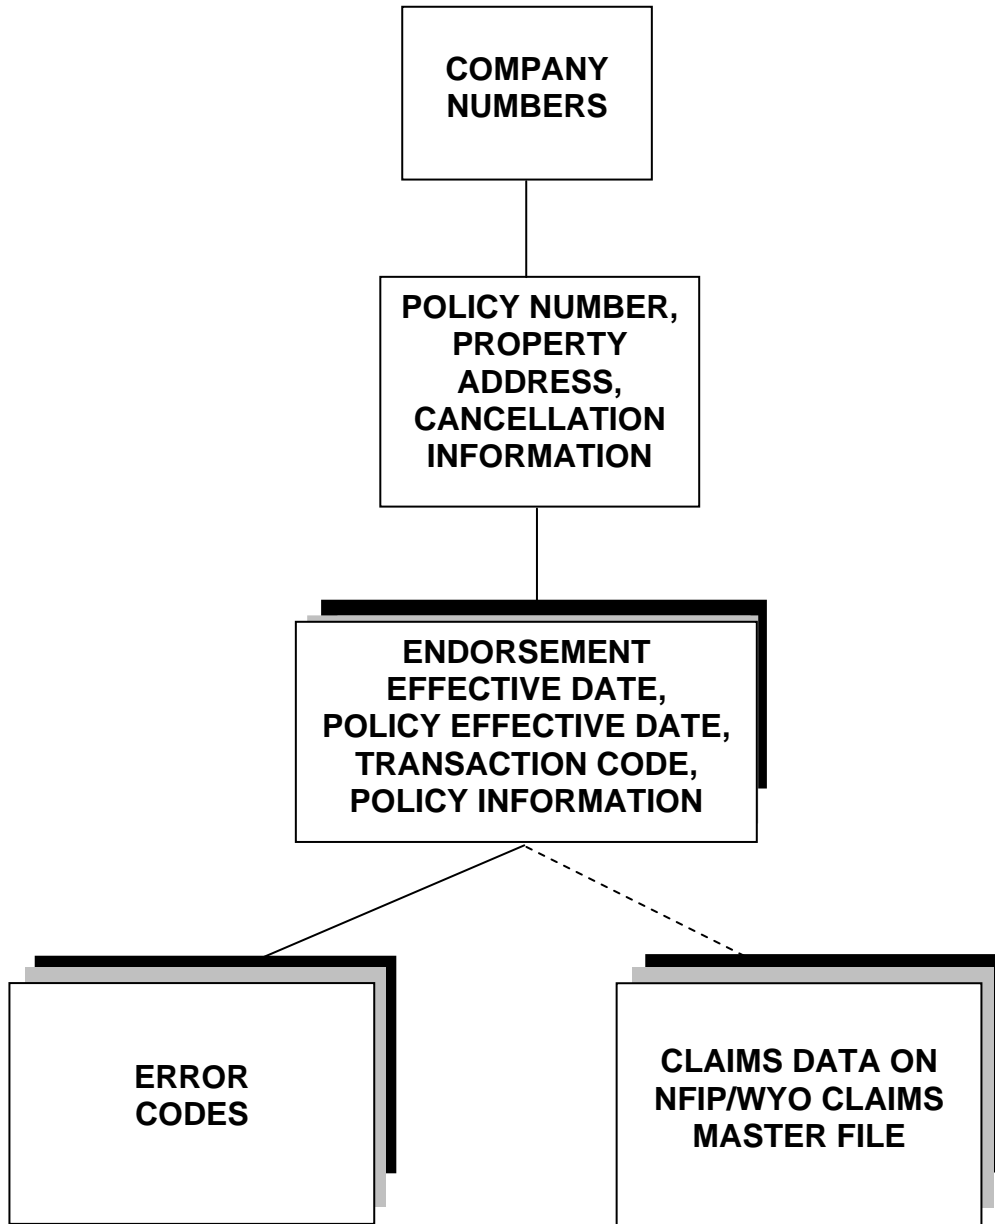 COMPANY
NUMBERS
POLICY NUMBER,
PROPERTY
ADDRESS,
CANCELLATION
INFORMATION
ENDORSEMENT
EFFECTIVE DATE,
POLICY EFFECTIVE DATE,
TRANSACTION CODE,
POLICY INFORMATION
ERROR
CODES
CLAIMS DATA ON
NFIP/WYO CLAIMS
MASTER FILE